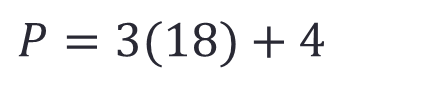 P = 3(18) + 4